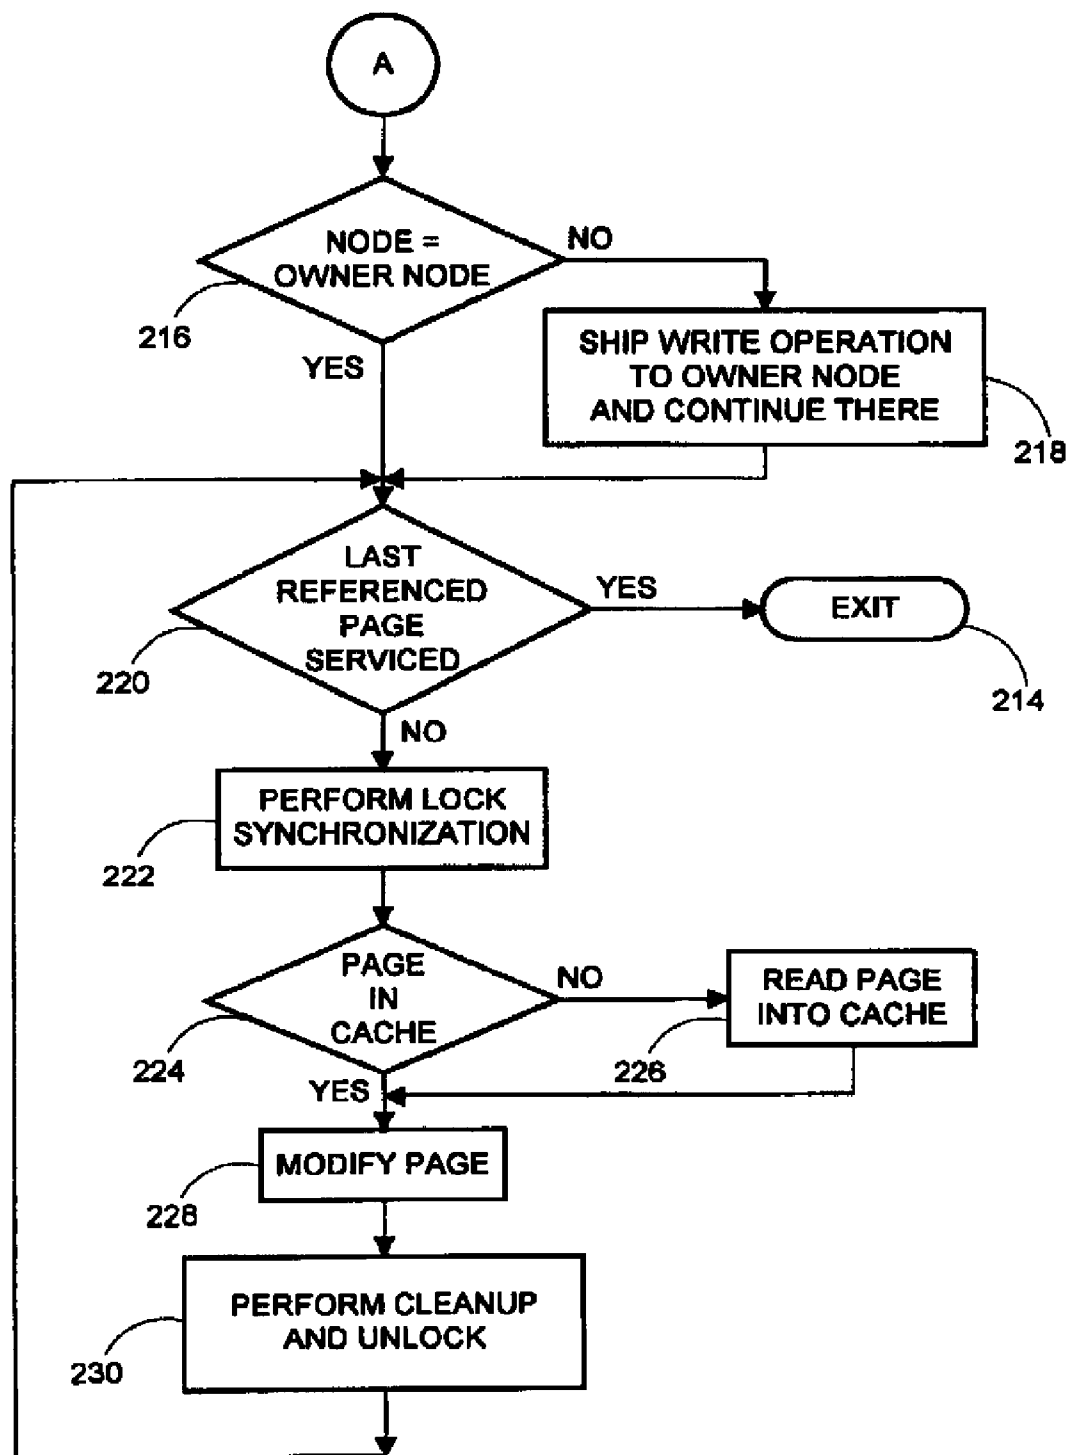 A
NODE =
OWNER NODE
NO
216
YES
SHIP WRITE OPERATION
TO OWNER NODE
AND CONTINUE THERE
218
LAST
REFERENCED
PAGE
SERVICED
YES
EXIT
220
214
NO
PERFORM LOCK
SYNCHRONIZATION
222
PAGE
IN
CACHE
NO
READ PAGE
INTO CACHE
224
226
YES
MODIFY PAGE
228
PERFORM CLEANUP
AND UNLOCK
230